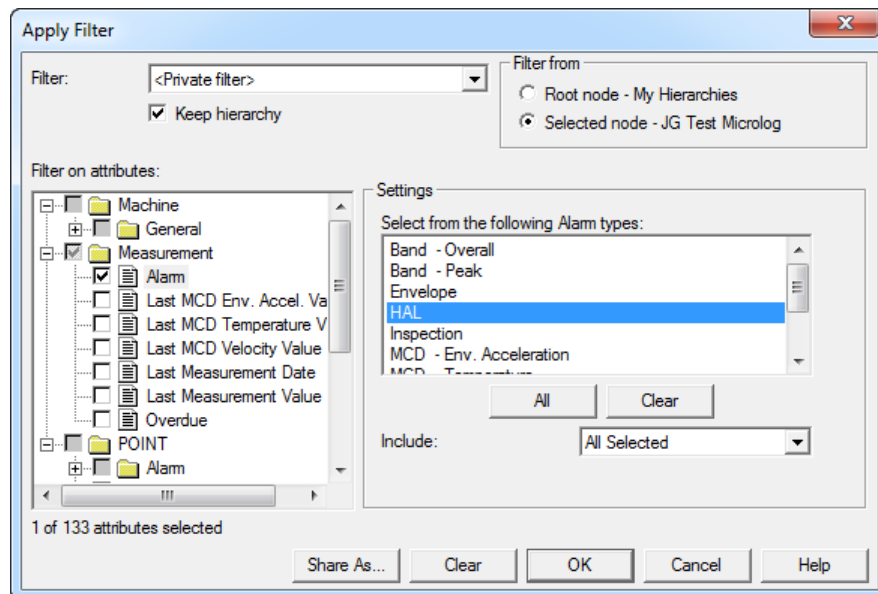 Apply Filter
Filter:
<Private filter>
Keep hierarchy
Filter from
Root node - My Hierarchies
Selected node - JG Test Microlog
Filter on attributes:
Machine
General
Measurement
Alarm
Last MCD Env. Accel. Va
Last MCD Temperature V
Last MCD Velocity Value
Last Measurement Date
Last Measurement Value
Overdue
POINT
Alarm
1 of 133 attributes selected
Settings
Select from the following Alarm types:
Band - Overall
Band - Peak
Envelope
HAL
Inspection
MCD - Env. Acceleration
MCD - Temperature
All
Clear
Include:
All Selected
Share As...
Clear
OK
Cancel
Help